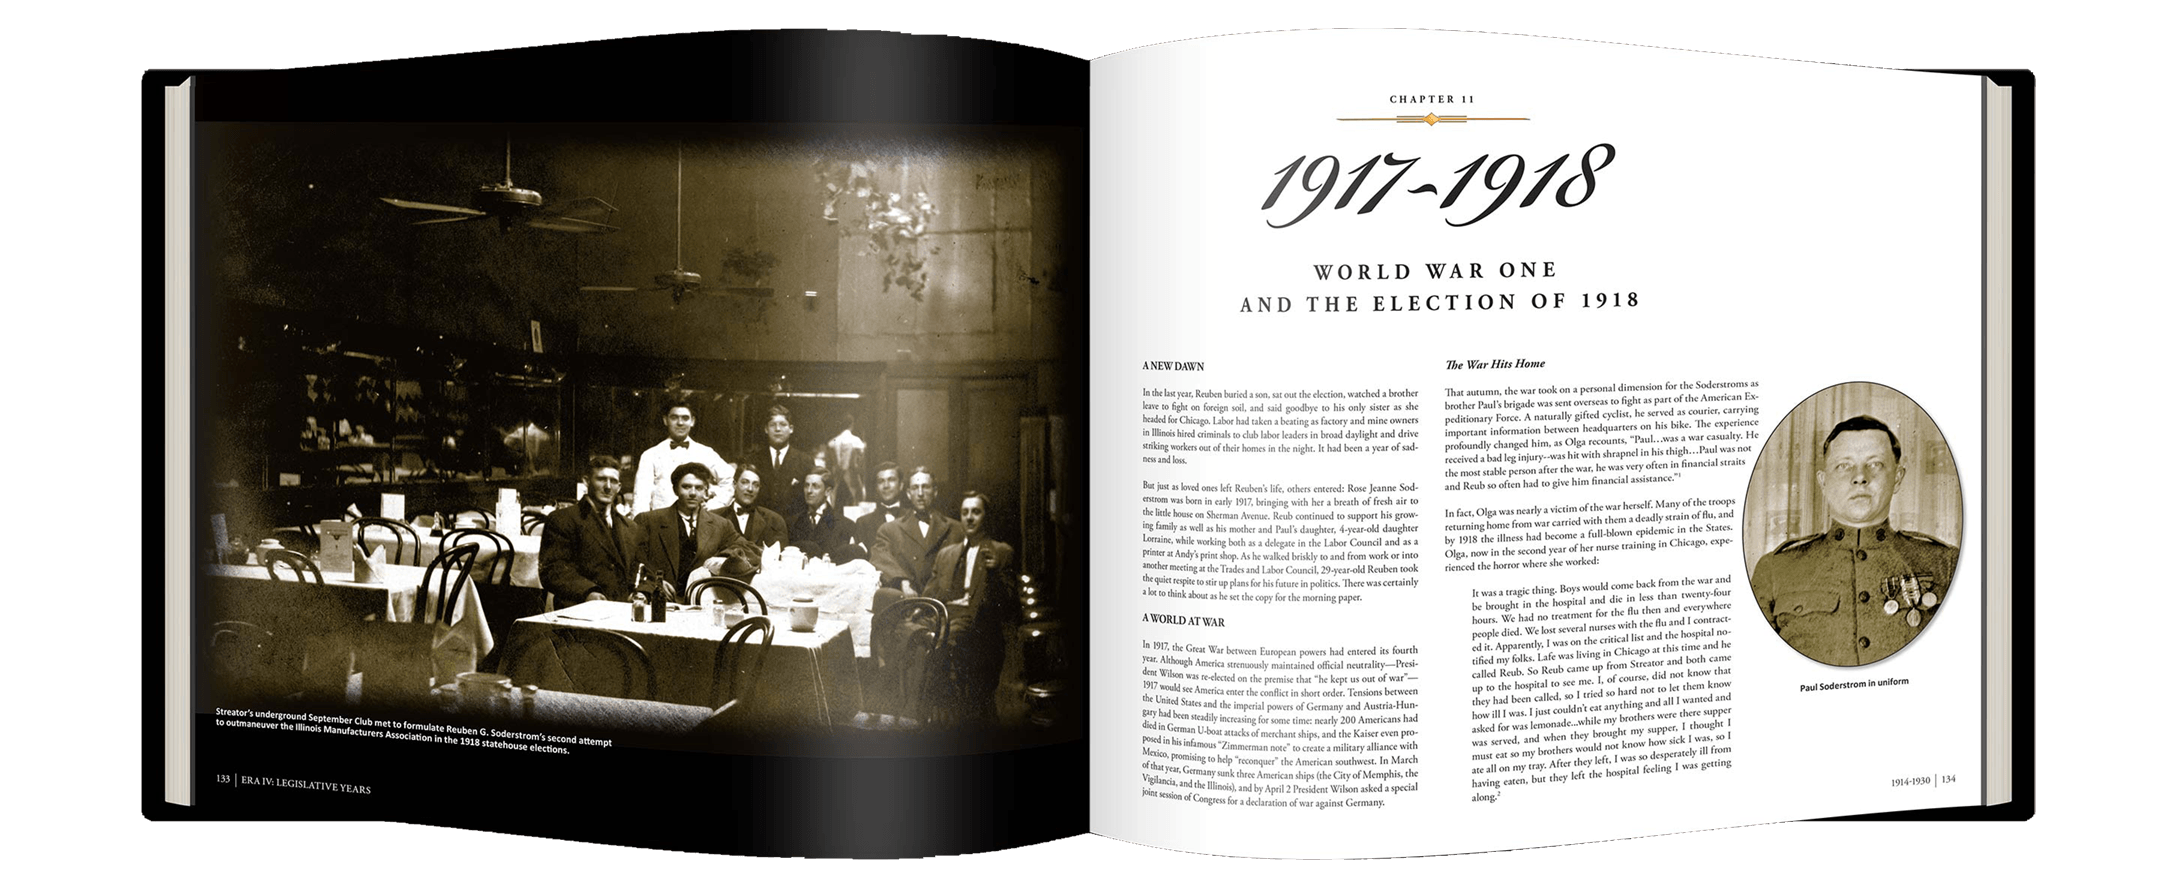 Streator's underground September Club met to formulate Reuben G. Soderstrom's second attempt
to outmaneuver the Illinois Manufacturers Association in the 1918 statehouse elections.
133 | ERA IV: LEGISLATIVE YEARS
CHAPTER 11
1917-1918
WORLD WAR ONE
AND THE ELECTION OF 1918
A NEW DAWN
In the last year, Reuben buried a son, sat out the election, watched a brother
leave to fight on foreign soil, and said goodbye to his only sister as she
headed for Chicago. Labor had taken a beating as factory and mine owners
in Illinois hired criminals to club labor leaders in broad daylight and drive
striking workers out of their homes in the night. It had been a year of sad-
ness and loss.
But just as loved ones left Reuben's life, others entered: Rose Jeanne Sod-
erstrom was born in early 1917, bringing with her a breath of fresh air to
the little house on Sherman Avenue. Reub continued to support his grow-
ing family as well as his mother and Paul's daughter, 4-year-old daughter
Lorraine, while working both as a delegate in the Labor Council and as a
printer at Andy's print shop. As he walked briskly to and from work or into
another meeting at the Trades and Labor Council, 29-year-old Reuben took
the quiet respite to stir up plans for his future in politics. There was certainly
a lot to think about as he set the copy for the morning paper.
A WORLD AT WAR
In 1917, the Great War between European powers had entered its fourth
year. Although America strenuously maintained official neutrality—Presi-
dent Wilson was re-elected on the premise that "he kept us out of war"—
1917 would see America enter the conflict in short order. Tensions between
the United States and the imperial powers of Germany and Austria-Hun-
gary had been steadily increasing for some time: nearly 200 Americans had
died in German U-boat attacks of merchant ships, and the Kaiser even pro-
posed in his infamous "Zimmerman note" to create a military alliance with
Mexico, promising to help "reconquer" the American southwest. In March
of that year, Germany sunk three American ships (the City of Memphis, the
Vigilancia, and the Illinois), and by April 2 President Wilson asked a special
joint session of Congress for a declaration of war against Germany.
The War Hits Home
That autumn, the war took on a personal dimension for the Soderstroms as
brother Paul's brigade was sent overseas to fight as part of the American Ex-
peditionary Force. A naturally gifted cyclist, he served as courier, carrying
important information between headquarters on his bike. The experience
profoundly changed him, as Olga recounts, "Paul…was a war casualty. He
received a bad leg injury--was hit with shrapnel in his thigh…Paul was not
the most stable person after the war, he was very often in financial straits
and Reub so often had to give him financial assistance."1
In fact, Olga was nearly a victim of the war herself. Many of the troops
returning home from war carried with them a deadly strain of flu, and
by 1918 the illness had become a full-blown epidemic in the States.
Olga, now in the second year of her nurse training in Chicago, expe-
rienced the horror where she worked:
It was a tragic thing. Boys would come back from the war and
be brought in the hospital and die in less than twenty-four
hours. We had no treatment for the flu then and everywhere
people died. We lost several nurses with the flu and I contract-
ed it. Apparently, I was on the critical list and the hospital no-
tified my folks. Lafe was living in Chicago at this time and he
called Reub. So Reub came up from Streator and both came
up to the hospital to see me. I, of course, did not know that
they had been called, so I tried so hard not to let them know
how ill I was. I just couldn't eat anything and all I wanted and
asked for was lemonade...while my brothers were there supper
was served, and when they brought my supper, I thought I
must eat so my brothers would not know how sick I was, so I
ate all on my tray. After they left, I was so desperately ill from
having eaten, but they left the hospital feeling I was getting
along.2
Paul Soderstrom in uniform
1914-1930 | 134